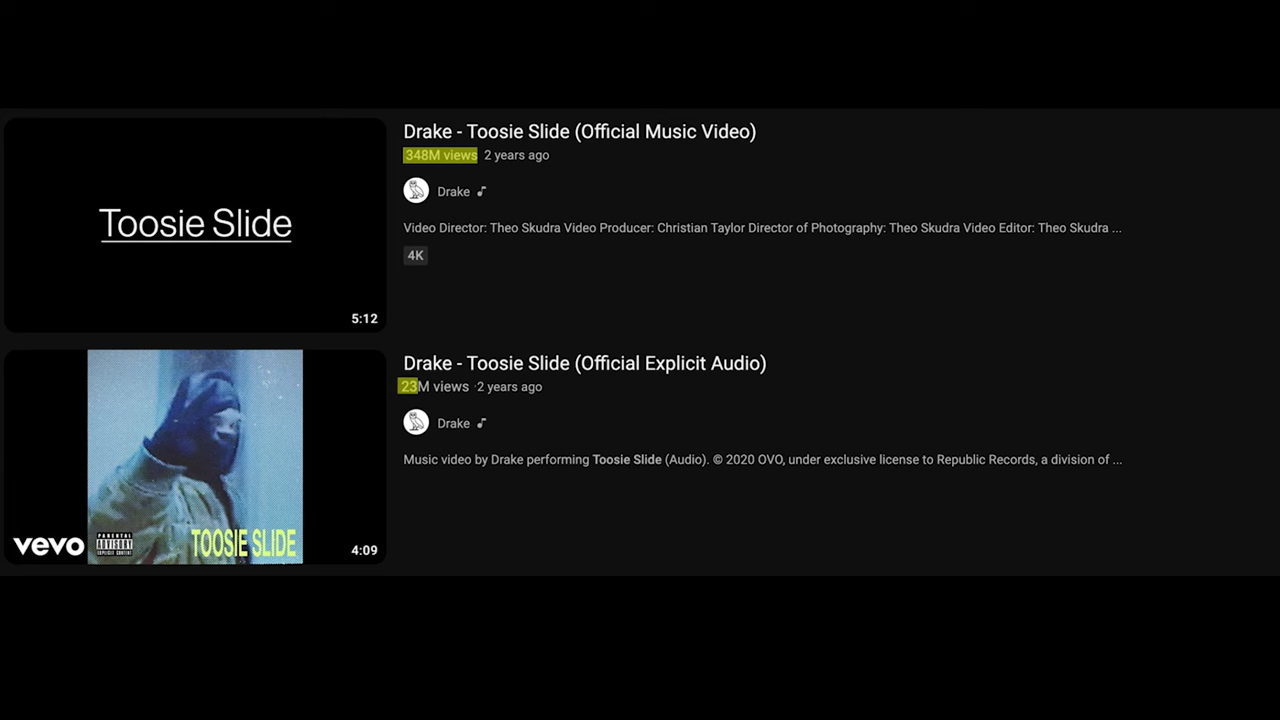 Drake - Toosie Slide (Official Music Video)
348M views 2 years ago
Drake
Video Director: Theo Skudra Video Producer: Christian Taylor Director of Photography: Theo Skudra Video Editor: Theo Skudra ...
4K
Toosie Slide
5:12
Drake - Toosie Slide (Official Explicit Audio)
23M views · 2 years ago
Drake
Music video by Drake performing Toosie Slide (Audio). © 2020 OVO, under exclusive license to Republic Records, a division of ...
vevo
PARENTAL
ADVISORY
EXPLICIT CONTENT
TOOSIE SLIDE
4:09